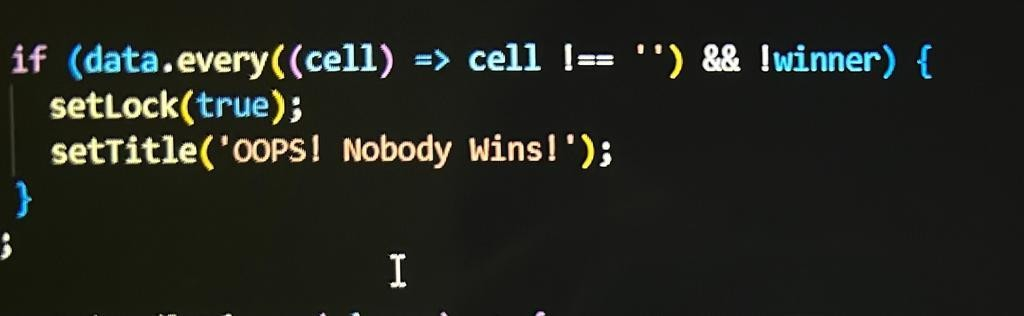 if (data.every((cell) => cell !== '') && !winner) {
setLock(true);
setTitle('OOPS! Nobody Wins!');
}
;